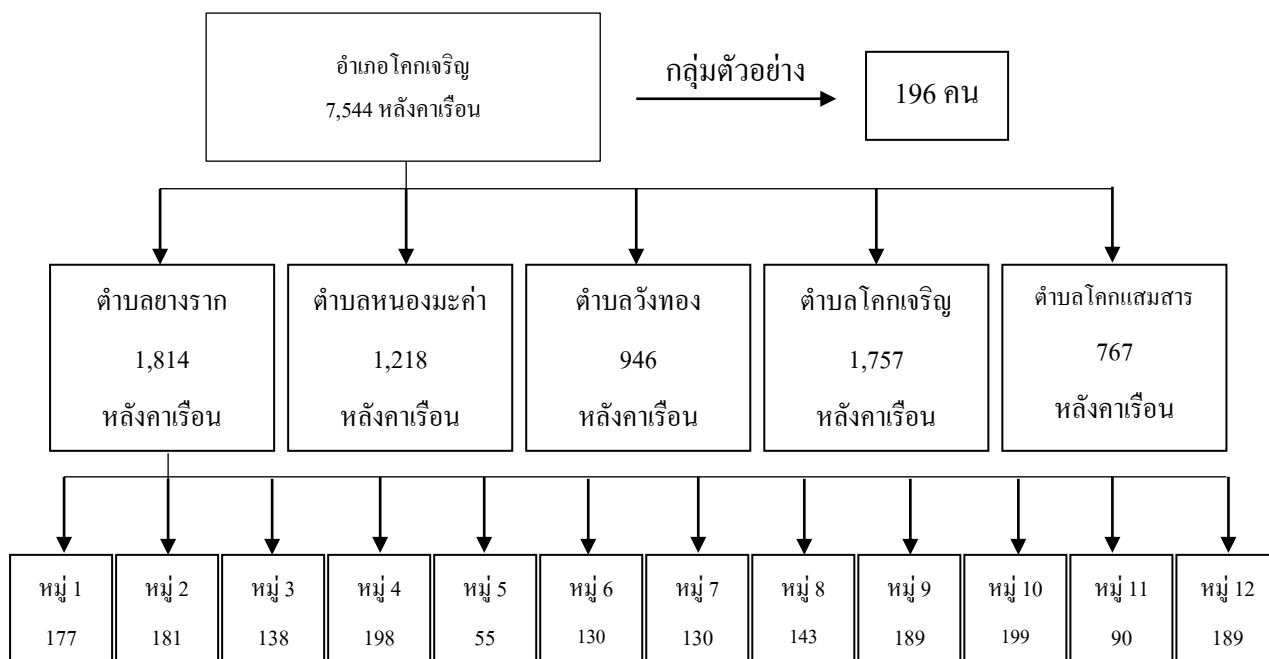 อำเภอโคกเจริญ
7,544 หลังคาเรือน
กลุ่มตัวอย่าง
196 คน
ตำบลยางราก
1,814
หลังคาเรือน
ตำบลหนองมะค่า
1,218
หลังคาเรือน
ตำบลวังทอง
946
หลังคาเรือน
ตำบลโคกเจริญ
1,757
หลังคาเรือน
ตำบลโคกแสมสาร
767
หลังคาเรือน
หมู่ 1
177
หมู่ 2
181
หมู่ 3
138
หมู่ 4
198
หมู่ 5
55
หมู่ 6
130
หมู่ 7
130
หมู่ 8
143
หมู่ 9
189
หมู่ 10
199
หมู่ 11
90
หมู่ 12
189